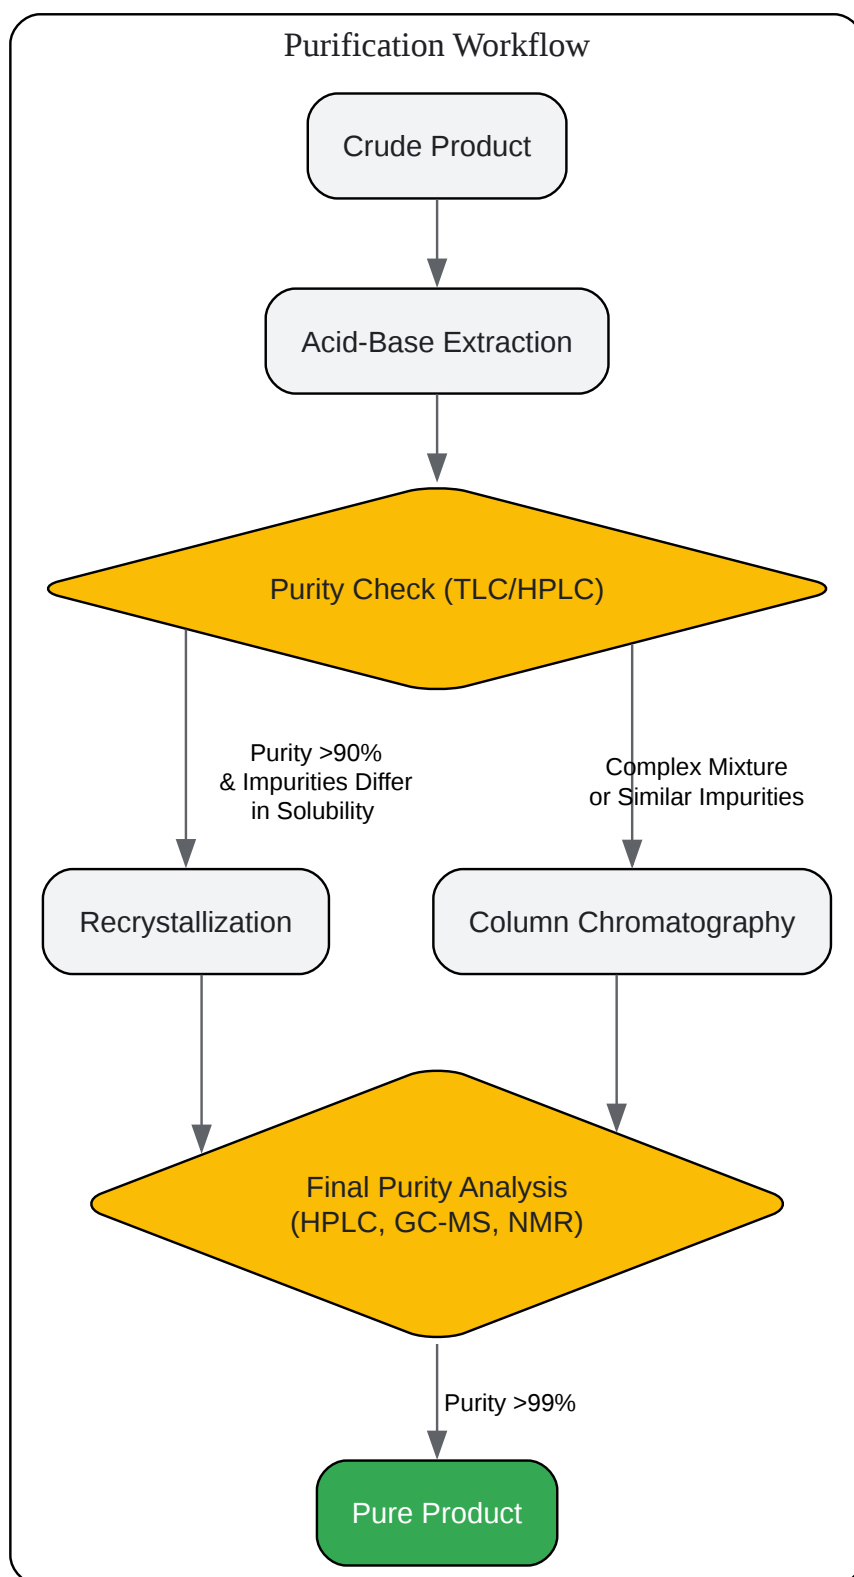 Purification Workflow
Crude Product
Acid-Base Extraction
Purity Check (TLC/HPLC)
Purity >90%
& Impurities Differ
in Solubility
Complex Mixture
or Similar Impurities
Recrystallization
Column Chromatography
Final Purity Analysis
(HPLC, GC-MS, NMR)
Purity >99%
Pure Product